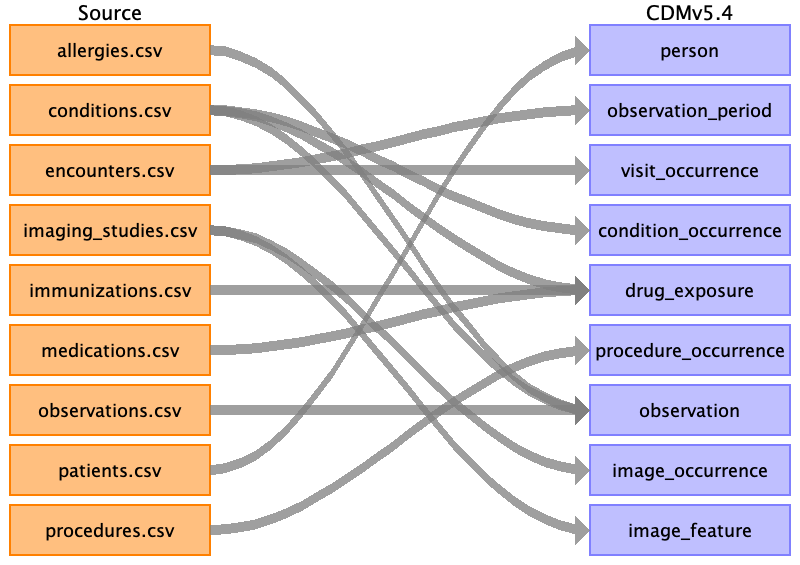 Source CDMv5.4
allergies.csv person
conditions.csv observation_period
encounters.csv visit_occurrence
imaging_studies.csv condition_occurrence
immunizations.csv drug_exposure
medications.csv procedure_occurrence
observations.csv observation
patients.csv image_occurrence
procedures.csv image_feature